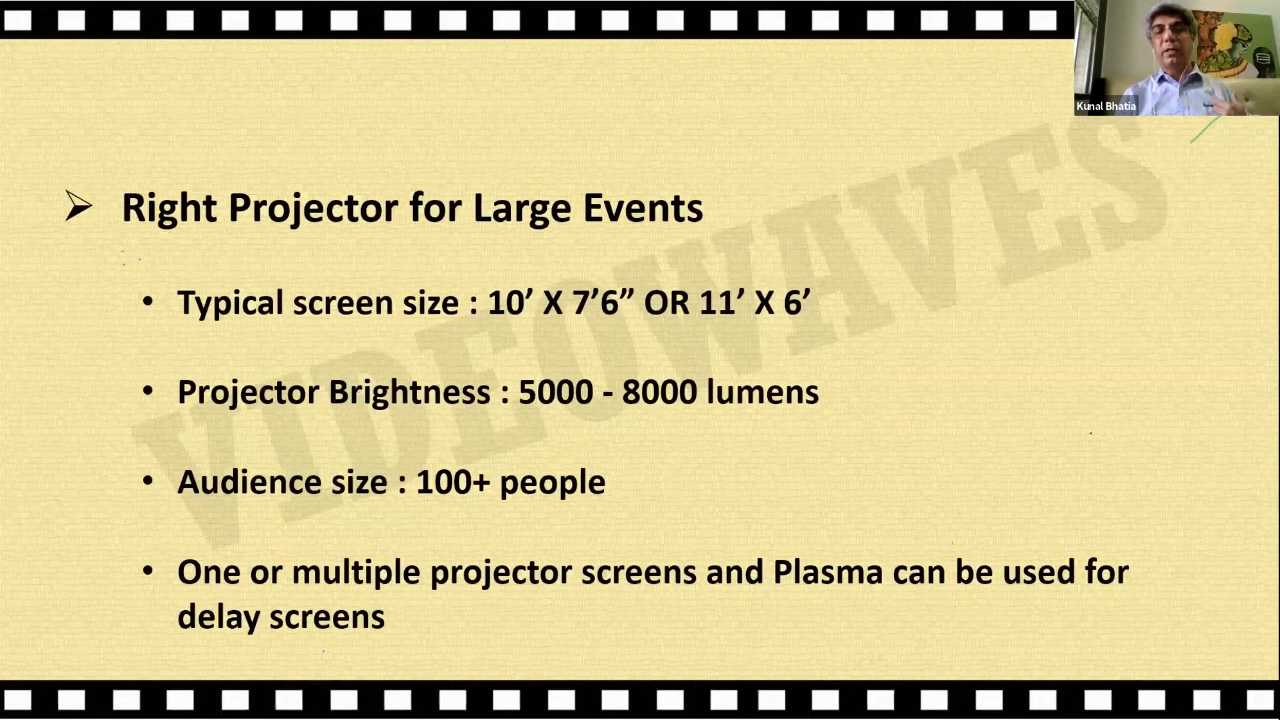 Kunal Bhatia
➢ Right Projector for Large Events
• Typical screen size : 10’ X 7’6” OR 11’ X 6’
• Projector Brightness : 5000 - 8000 lumens
• Audience size : 100+ people
• One or multiple projector screens and Plasma can be used for
delay screens
VIDEOWAVES